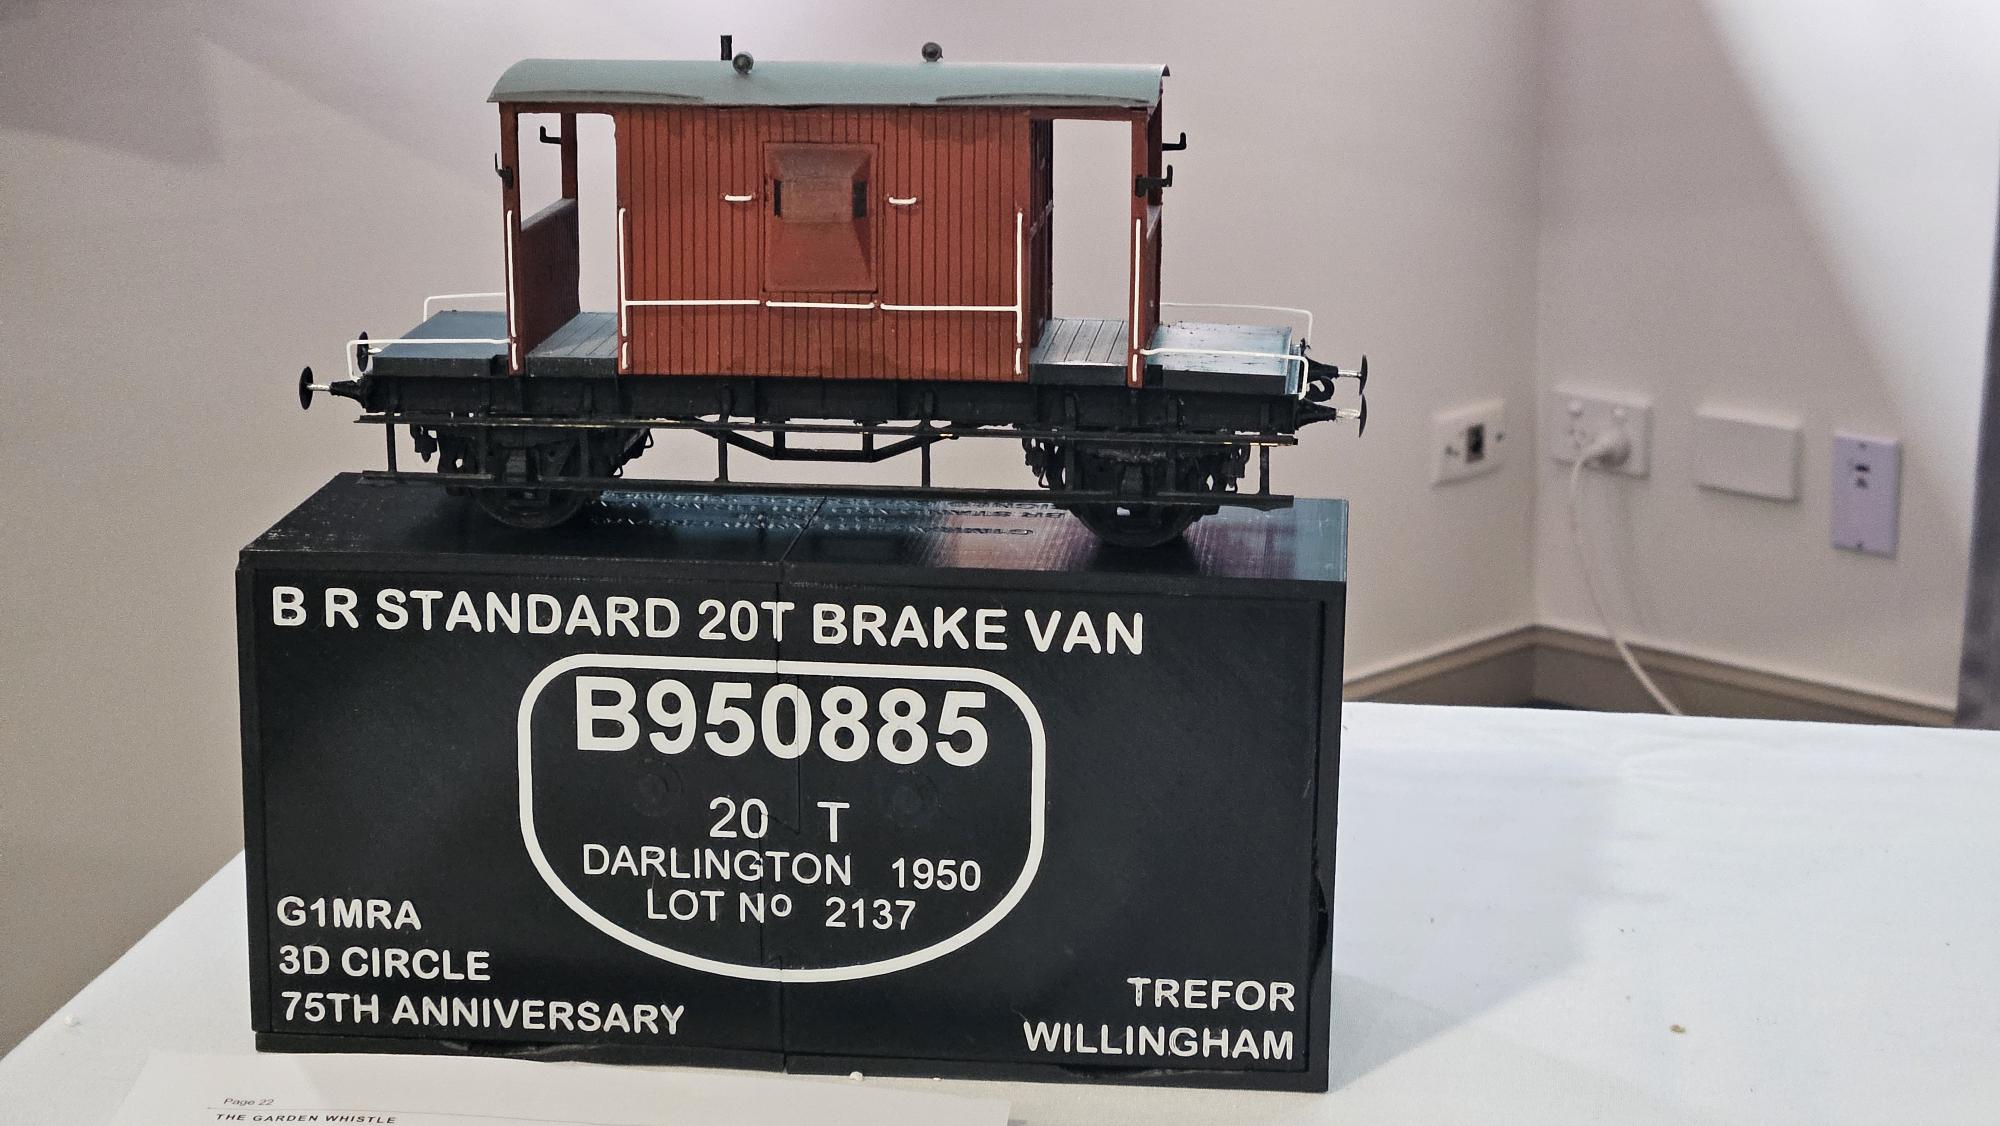 B R STANDARD 20T BRAKE VAN
B950885
20 T
DARLINGTON 1950
LOT No 2137
G1MRA
3D CIRCLE
75TH ANNIVERSARY
TREFOR
WILLINGHAM
Page 22
THE GARDEN WHISTLE